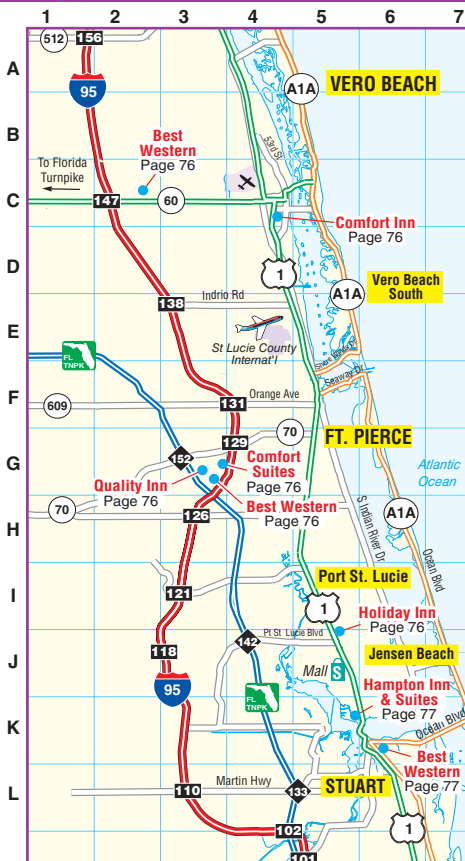 1 2 3 4 5 6 7
512 156
A
A1A VERO BEACH
95
B
Best
Western
Page 76
53rd St
To Florida
Turnpike
C
147 60
Comfort Inn
Page 76
D
1
Vero Beach
South
A1A
138 Indrio Rd
E
FL
TNPK
St Lucie County
Internat'l
Seaway Dr
F
609
131 Orange Ave
129 70
FT. PIERCE
G
152
Comfort
Suites
Page 76
Quality Inn
Page 76
Best Western
Page 76
Atlantic
Ocean
70
126
H
S Indian River Dr
A1A
Ocean Blvd
I
121
Port St. Lucie
1
Holiday Inn
Page 76
142 Pt St Lucie Blvd
J
118
Jensen Beach
Mall S
95
FL
TNPK
Hampton Inn
& Suites
Page 77
K
Ocean Blvd
Best
Western
Page 77
L
110 Martin Hwy 133
STUART
102
1
101